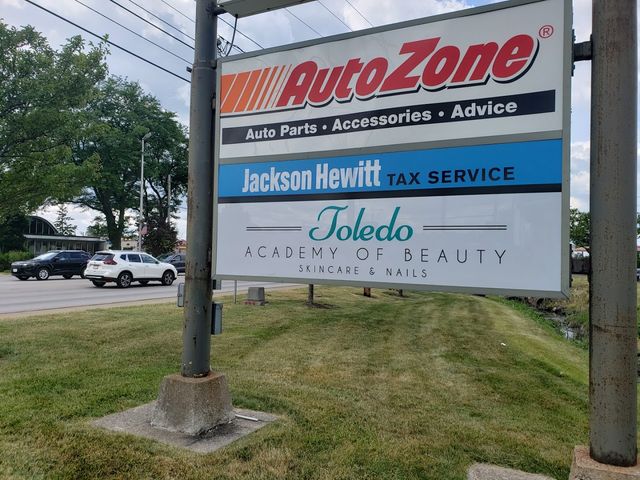 AutoZone®
Auto Parts • Accessories • Advice
Jackson Hewitt TAX SERVICE
Toledo
ACADEMY OF BEAUTY
SKINCARE & NAILS